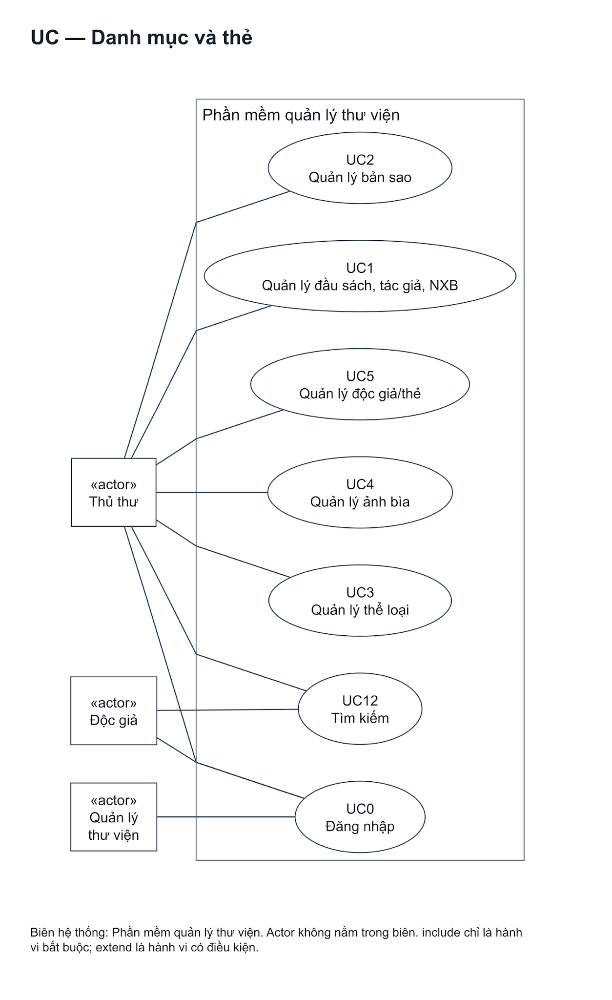 UC — Danh mục và thẻ
Phần mềm quản lý thư viện
UC2
Quản lý bản sao
UC1
Quản lý đầu sách, tác giả, NXB
UC5
Quản lý độc giả/thẻ
«actor»
Thủ thư
UC4
Quản lý ảnh bìa
UC3
Quản lý thể loại
«actor»
Độc giả
UC12
Tìm kiếm
«actor»
Quản lý
thư viện
UC0
Đăng nhập
Biên hệ thống: Phần mềm quản lý thư viện. Actor không nằm trong biên. include chỉ là hành
vi bắt buộc; extend là hành vi có điều kiện.